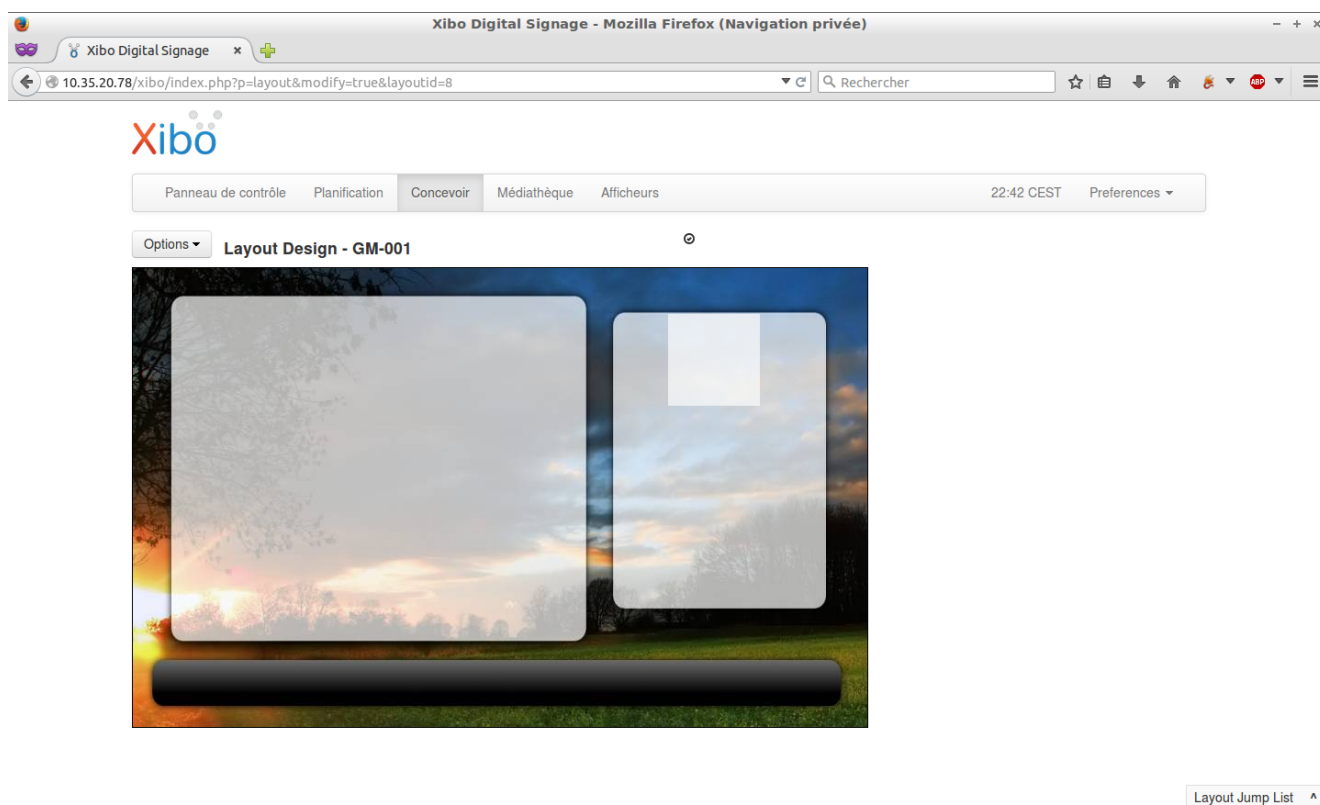 Xibo Digital Signage - Mozilla Firefox (Navigation privée)
Xibo Digital Signage
10.35.20.78/xibo/index.php?p=layout&modify=true&layoutid=8
Rechercher
ABP
Xibo
Panneau de contrôle Planification Concevoir Médiathèque Afficheurs 22:42 CEST Preferences
Options
Layout Design - GM-001
Layout Jump List